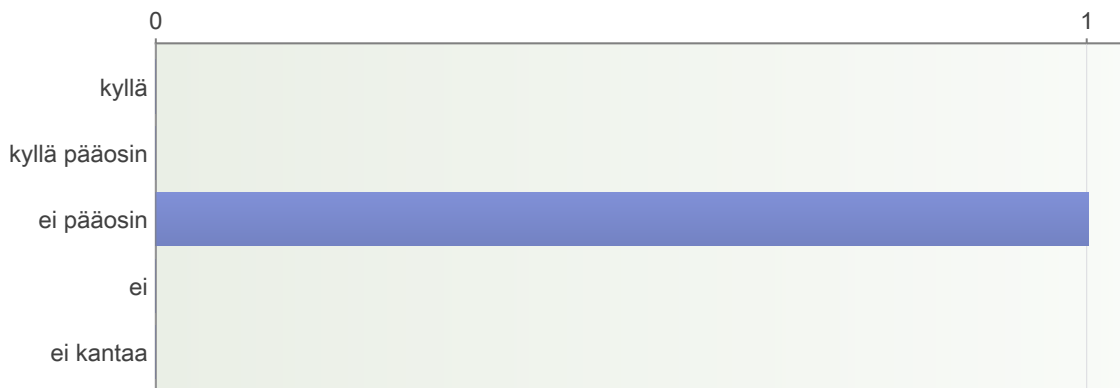 0 1
kyllä
kyllä pääosin
ei pääosin
ei
ei kantaa